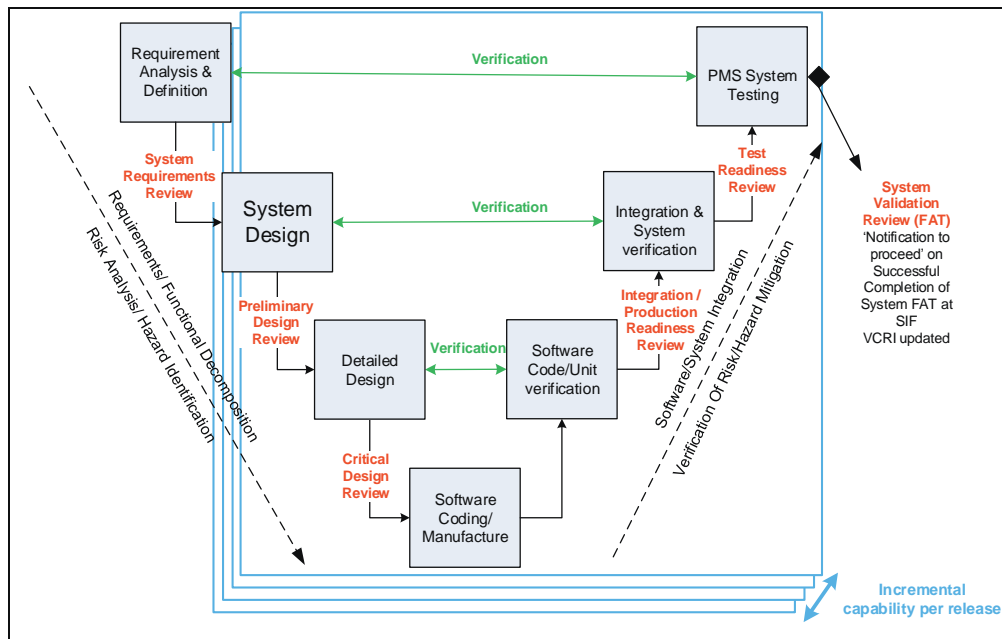 Requirement
Analysis &
Definition
Verification
PMS System
Testing
System
Requirements
Review
Test
Readiness
Review
System
Design
Verification
Integration &
System
verification
System
Validation
Review (FAT)
‘Notification to
proceed’ on
Successful
Completion of
System FAT at
SIF
VCRI updated
Requirements/ Functional Decomposition
Risk Analysis/ Hazard Identification
Preliminary
Design
Review
Integration /
Production
Readiness
Review
Software/System Integration
Verification Of Risk/Hazard Mitigation
Detailed
Design
Verification
Software
Code/Unit
verification
Critical
Design
Review
Software
Coding/
Manufacture
Incremental
capability per release